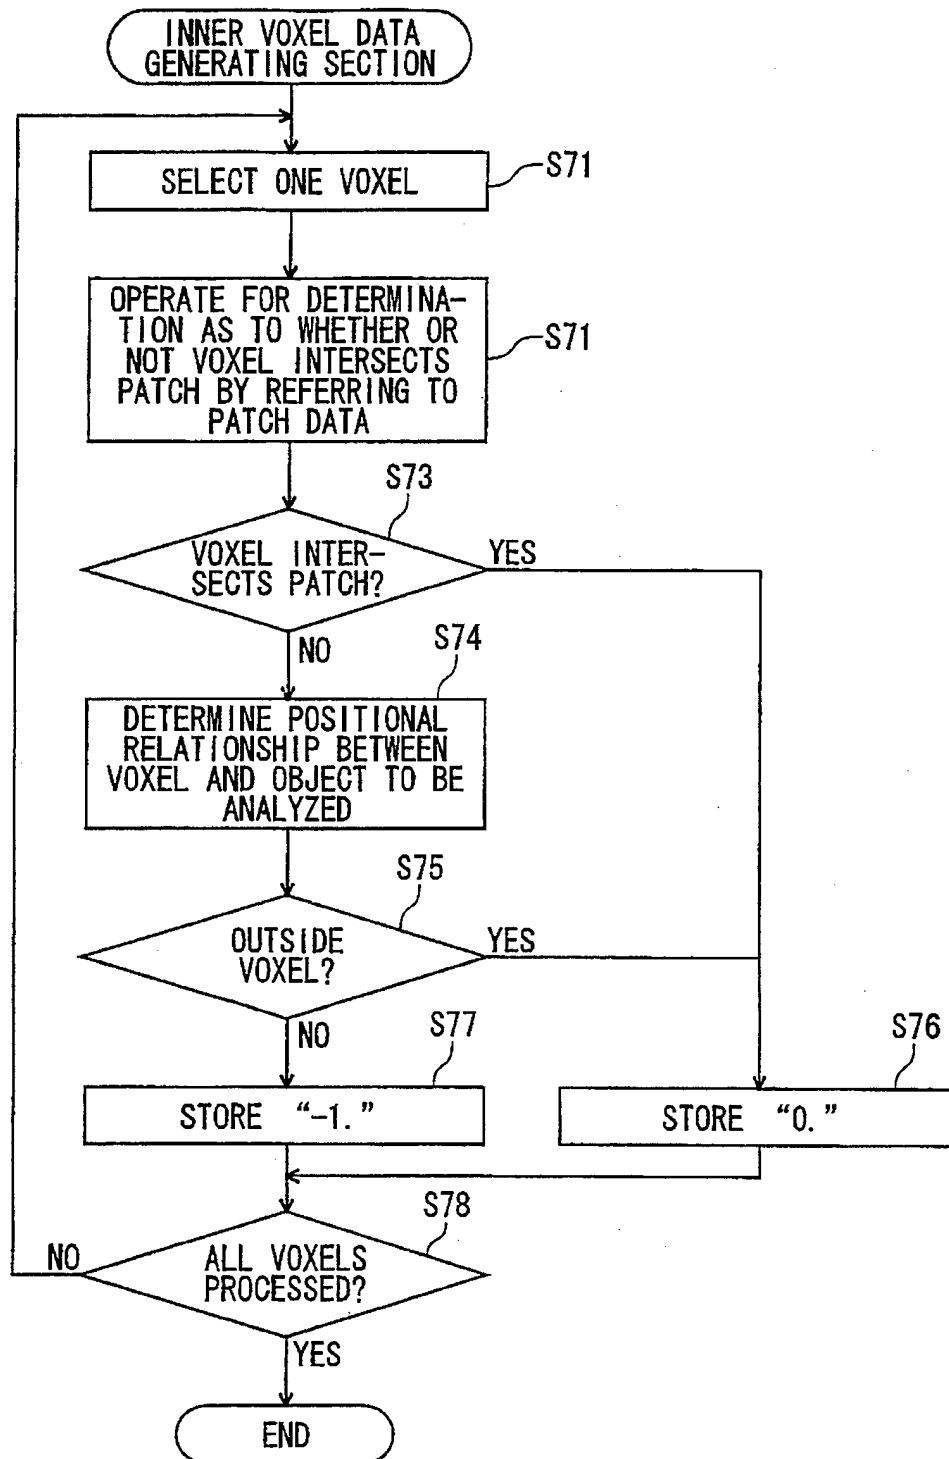 INNER VOXEL DATA
GENERATING SECTION
SELECT ONE VOXEL
S71
OPERATE FOR DETERMINA-
TION AS TO WHETHER OR
NOT VOXEL INTERSECTS
PATCH BY REFERRING TO
PATCH DATA
S71
S73
VOXEL INTER-
SECTS PATCH?
YES
NO
S74
DETERMINE POSITIONAL
RELATIONSHIP BETWEEN
VOXEL AND OBJECT TO BE
ANALYZED
S75
OUTSIDE
VOXEL?
YES
NO
S77
STORE “-1.”
S76
STORE “0.”
S78
ALL VOXELS
PROCESSED?
NO
YES
END